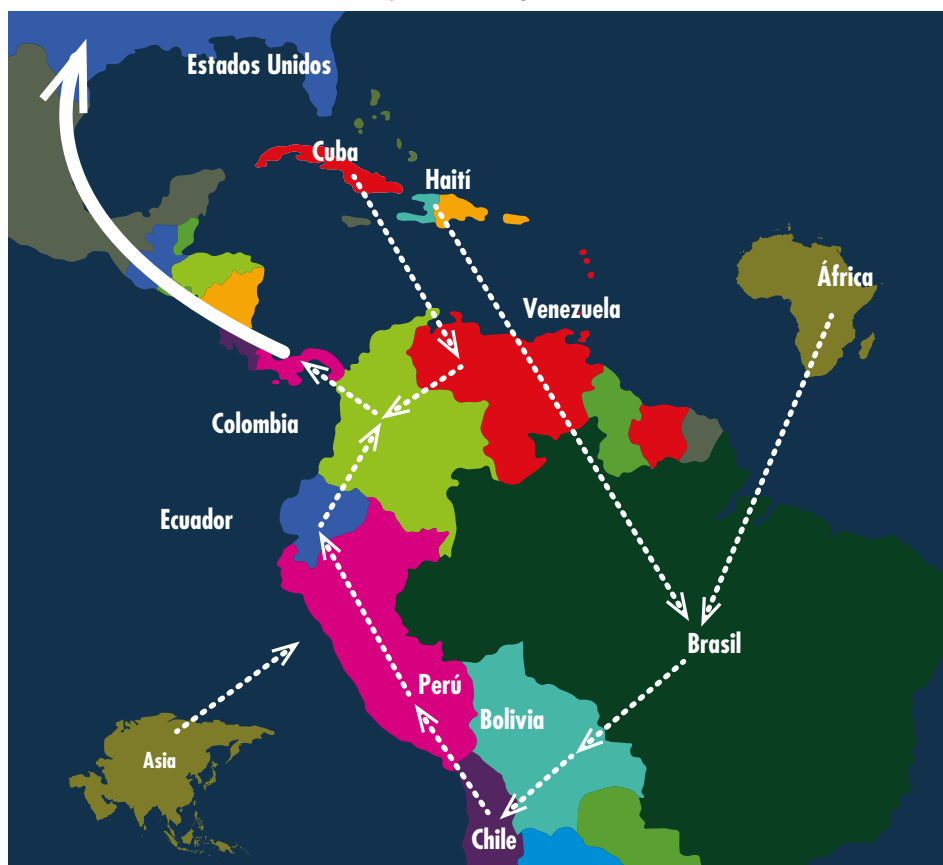 Estados Unidos
Cuba
Haití
África
Venezuela
Colombia
Ecuador
Brasil
Perú
Bolivia
Asia
Chile